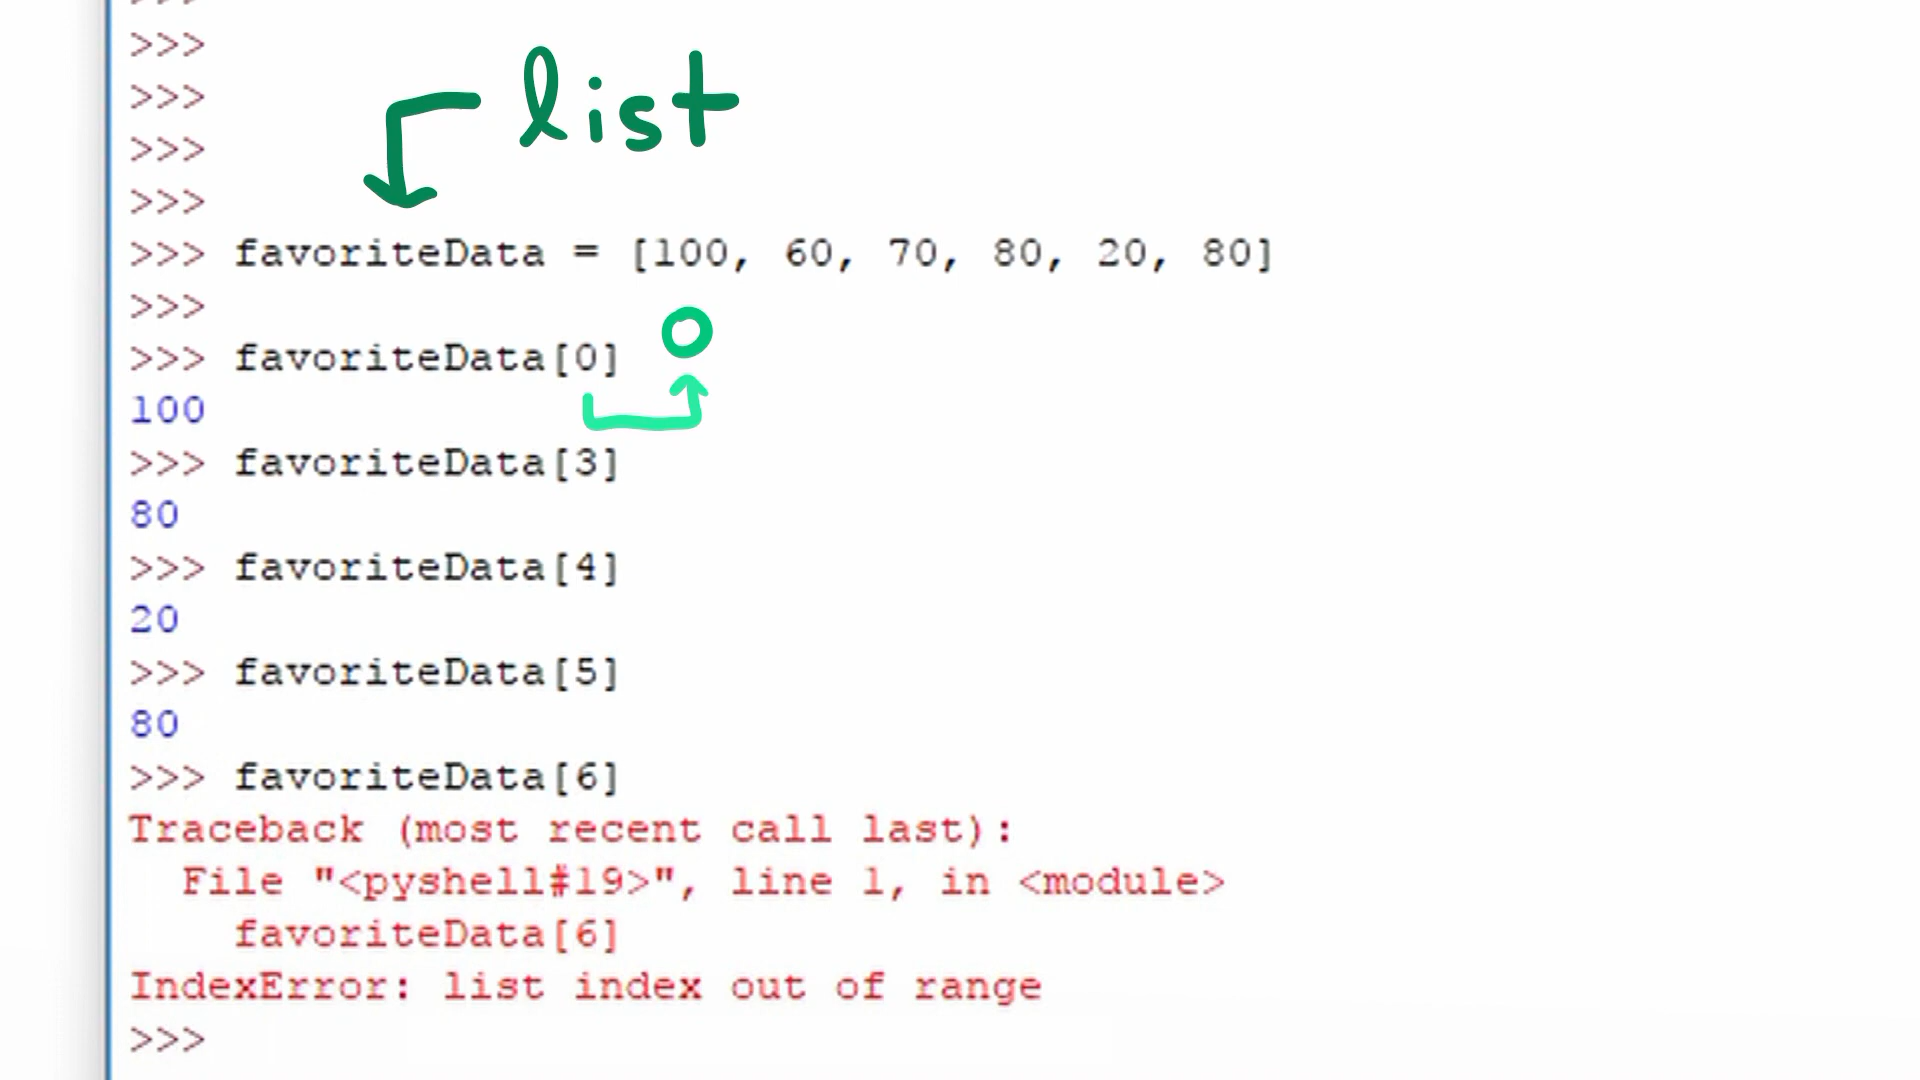 >>>
>>>
>>> list
>>>
>>>
>>> favoriteData = [100, 60, 70, 80, 20, 80]
>>>
>>> favoriteData[0] 0
100
>>> favoriteData[3]
80
>>> favoriteData[4]
20
>>> favoriteData[5]
80
>>> favoriteData[6]
Traceback (most recent call last):
  File "<pyshell#19>", line 1, in <module>
    favoriteData[6]
IndexError: list index out of range
>>>